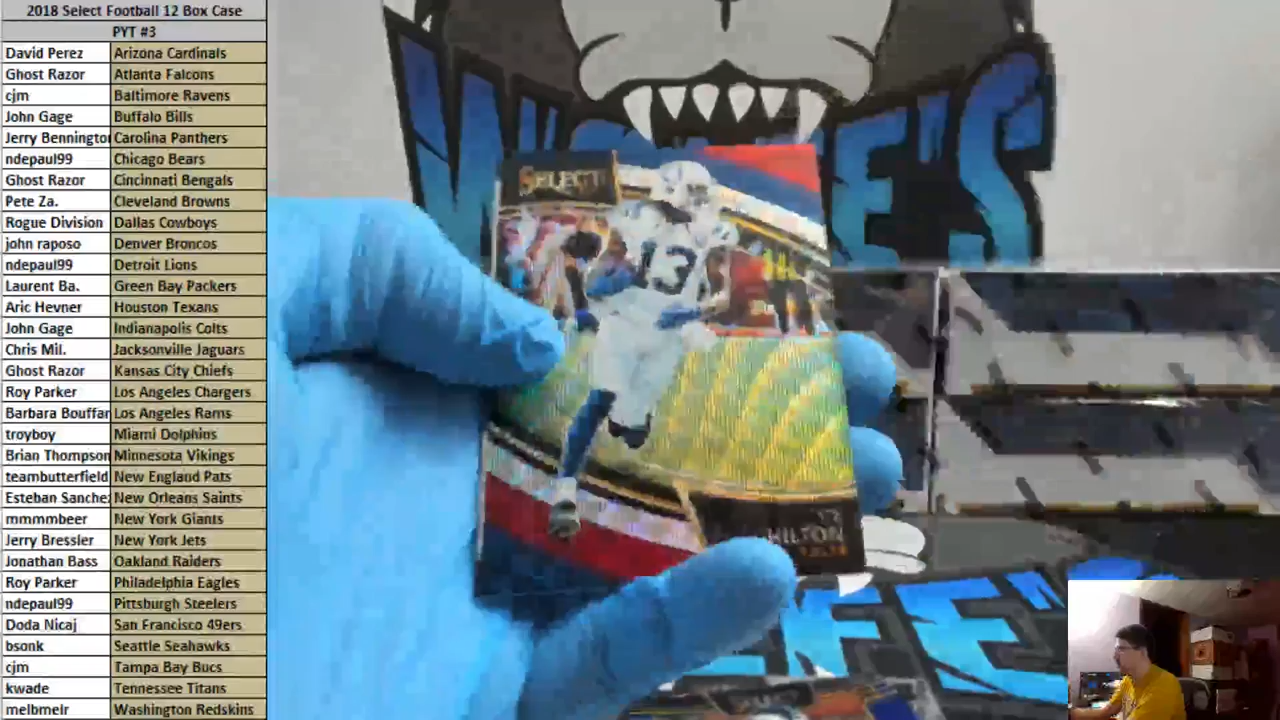 2018 Select Football 12 Box Case
PYT #3
David Perez Arizona Cardinals
Ghost Razor Atlanta Falcons
cjm Baltimore Ravens
John Gage Buffalo Bills
Jerry Benningto Carolina Panthers
ndepaul99 Chicago Bears
Ghost Razor Cincinnati Bengals
Pete Za. Cleveland Browns
Rogue Division Dallas Cowboys
john raposo Denver Broncos
ndepaul99 Detroit Lions
Laurent Ba. Green Bay Packers
Aric Hevner Houston Texans
John Gage Indianapolis Colts
Chris Mil. Jacksonville Jaguars
Ghost Razor Kansas City Chiefs
Roy Parker Los Angeles Chargers
Barbara Bouffar Los Angeles Rams
troyboy Miami Dolphins
Brian Thompson Minnesota Vikings
teambutterfield New England Pats
Esteban Sanchez New Orleans Saints
mmmmbeer New York Giants
Jerry Bressler New York Jets
Jonathan Bass Oakland Raiders
Roy Parker Philadelphia Eagles
ndepaul99 Pittsburgh Steelers
Doda Nicaj San Francisco 49ers
bsonk Seattle Seahawks
cjm Tampa Bay Bucs
kwade Tennessee Titans
melbmelr Washington Redskins
SELECT
13
HILTON